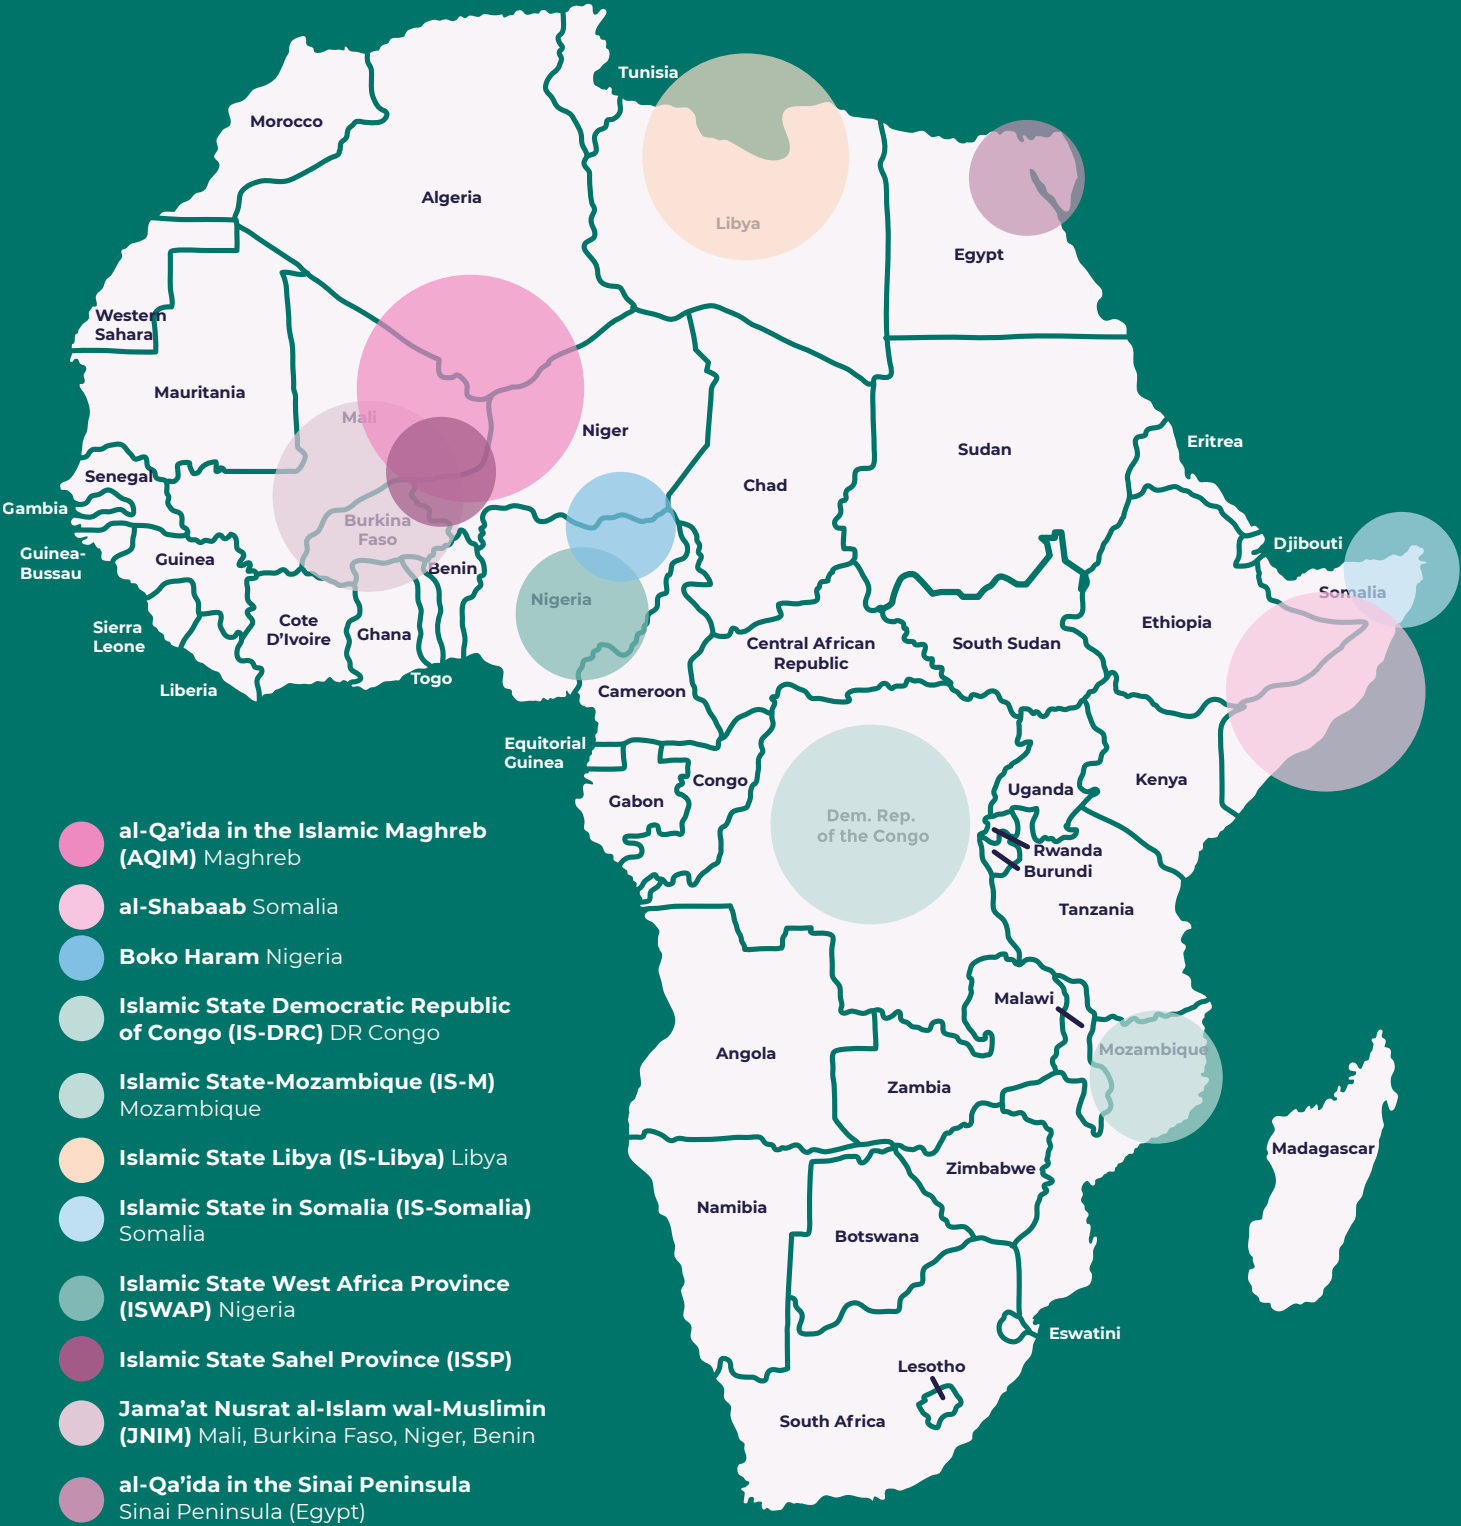 Tunisia
Morocco
Algeria
Libya
Egypt
Western
Sahara
Mauritania
Mali
Niger
Chad
Sudan
Eritrea
Senegal
Gambia
Burkina
Faso
Guinea-
Bussau
Guinea
Benin
Djibouti
Somalia
Nigeria
Sierra
Leone
Cote
D’Ivoire
Ghana
Ethiopia
Central African
Republic
South Sudan
Liberia
Togo
Cameroon
Equitorial
Guinea
Congo
Gabon
Uganda
Kenya
Dem. Rep.
of the Congo
Rwanda
Burundi
Tanzania
Malawi
Angola
Mozambique
Zambia
Madagascar
Zimbabwe
Namibia
Botswana
Eswatini
Lesotho
South Africa
al-Qa’ida in the Islamic Maghreb
(AQIM) Maghreb
al-Shabaab Somalia
Boko Haram Nigeria
Islamic State Democratic Republic
of Congo (IS-DRC) DR Congo
Islamic State-Mozambique (IS-M)
Mozambique
Islamic State Libya (IS-Libya) Libya
Islamic State in Somalia (IS-Somalia)
Somalia
Islamic State West Africa Province
(ISWAP) Nigeria
Islamic State Sahel Province (ISSP)
Jama’at Nusrat al-Islam wal-Muslimin
(JNIM) Mali, Burkina Faso, Niger, Benin
al-Qa’ida in the Sinai Peninsula
Sinai Peninsula (Egypt)